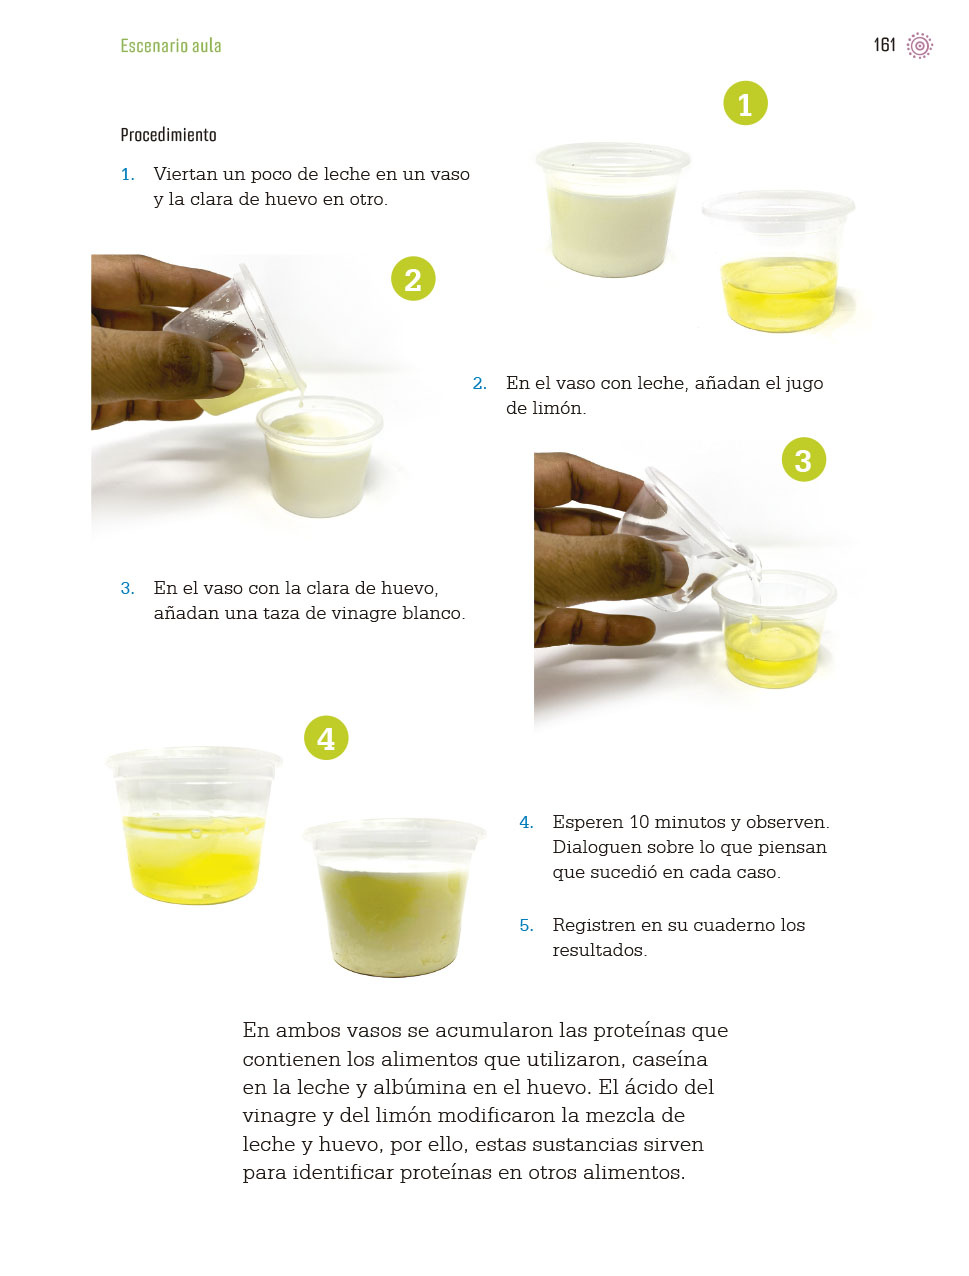 Escenario aula
161
Procedimiento
1. Viertan un poco de leche en un vaso
y la clara de huevo en otro.
1
2
2. En el vaso con leche, añadan el jugo
de limón.
3
3. En el vaso con la clara de huevo,
añadan una taza de vinagre blanco.
4
4. Esperen 10 minutos y observen.
Dialoguen sobre lo que piensan
que sucedió en cada caso.
5. Registren en su cuaderno los
resultados.
En ambos vasos se acumularon las proteínas que
contienen los alimentos que utilizaron, caseína
en la leche y albúmina en el huevo. El ácido del
vinagre y del limón modificaron la mezcla de
leche y huevo, por ello, estas sustancias sirven
para identificar proteínas en otros alimentos.